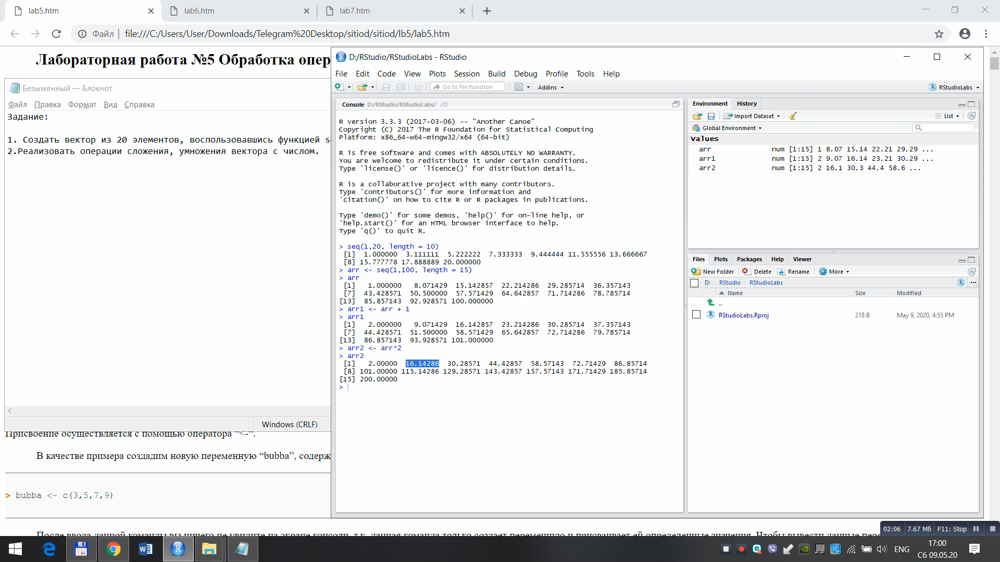 lab5.htm
lab6.htm
lab7.htm
Файл
file:///C:/Users/User/Downloads/Telegram%20Desktop/sitiod/sitiod/lb5/lab5.htm
Лабораторная работа №5 Обработка опер
Безымянный — Блокнот
Файл Правка Формат Вид Справка
Задание:
1. Создать вектор из 20 элементов, воспользовавшись функцией s
2.Реализовать операции сложения, умножения вектора с числом.
Windows (CRLF)
Присвоение осуществляется с помощью оператора “<-“.
В качестве примера создадим новую переменную “bubba”, содерж
> bubba <- c(3,5,7,9)
После ввода данной команды вы ничего не увидите на экране консоли, т.к. данная команда только создает переменную и присваивает ей определенные значения. Чтобы вывести данные пере
D:/RStudio/RStudioLabs - RStudio
File Edit Code View Plots Session Build Debug Profile Tools Help
Go to file/function
Addins
RStudioLabs
Console D:/RStudio/RStudioLabs/
R version 3.3.3 (2017-03-06) -- "Another Canoe"
Copyright (C) 2017 The R Foundation for Statistical Computing
Platform: x86_64-w64-mingw32/x64 (64-bit)
R is free software and comes with ABSOLUTELY NO WARRANTY.
You are welcome to redistribute it under certain conditions.
Type 'license()' or 'licence()' for distribution details.
R is a collaborative project with many contributors.
Type 'contributors()' for more information and
'citation()' on how to cite R or R packages in publications.
Type 'demo()' for some demos, 'help()' for on-line help, or
'help.start()' for an HTML browser interface to help.
Type 'q()' to quit R.
> seq(1,20, length = 10)
[1] 1.000000 3.111111 5.222222 7.333333 9.444444 11.555556 13.666667
[8] 15.777778 17.888889 20.000000
> arr <- seq(1,100, length = 15)
> arr
[1] 1.000000 8.071429 15.142857 22.214286 29.285714 36.357143
[7] 43.428571 50.500000 57.571429 64.642857 71.714286 78.785714
[13] 85.857143 92.928571 100.000000
> arr1 <- arr + 1
> arr1
[1] 2.000000 9.071429 16.142857 23.214286 30.285714 37.357143
[7] 44.428571 51.500000 58.571429 65.642857 72.714286 79.785714
[13] 86.857143 93.928571 101.000000
> arr2 <- arr*2
> arr2
[1] 2.00000 16.14286 30.28571 44.42857 58.57143 72.71429 86.85714
[8] 101.00000 115.14286 129.28571 143.42857 157.57143 171.71429 185.85714
[15] 200.00000
>
Environment History
Import Dataset
List
Global Environment
Values
arr num [1:15] 1 8.07 15.14 22.21 29.29 ...
arr1 num [1:15] 2 9.07 16.14 23.21 30.29 ...
arr2 num [1:15] 2 16.1 30.3 44.4 58.6 ...
Files Plots Packages Help Viewer
New Folder Delete Rename More
D: RStudio RStudioLabs
Name Size Modified
..
RStudioLabs.Rproj 218 B May 9, 2020, 4:55 PM
02:06 7.67 Мб F11: Stop
ENG
17:00
Сб 09.05.20